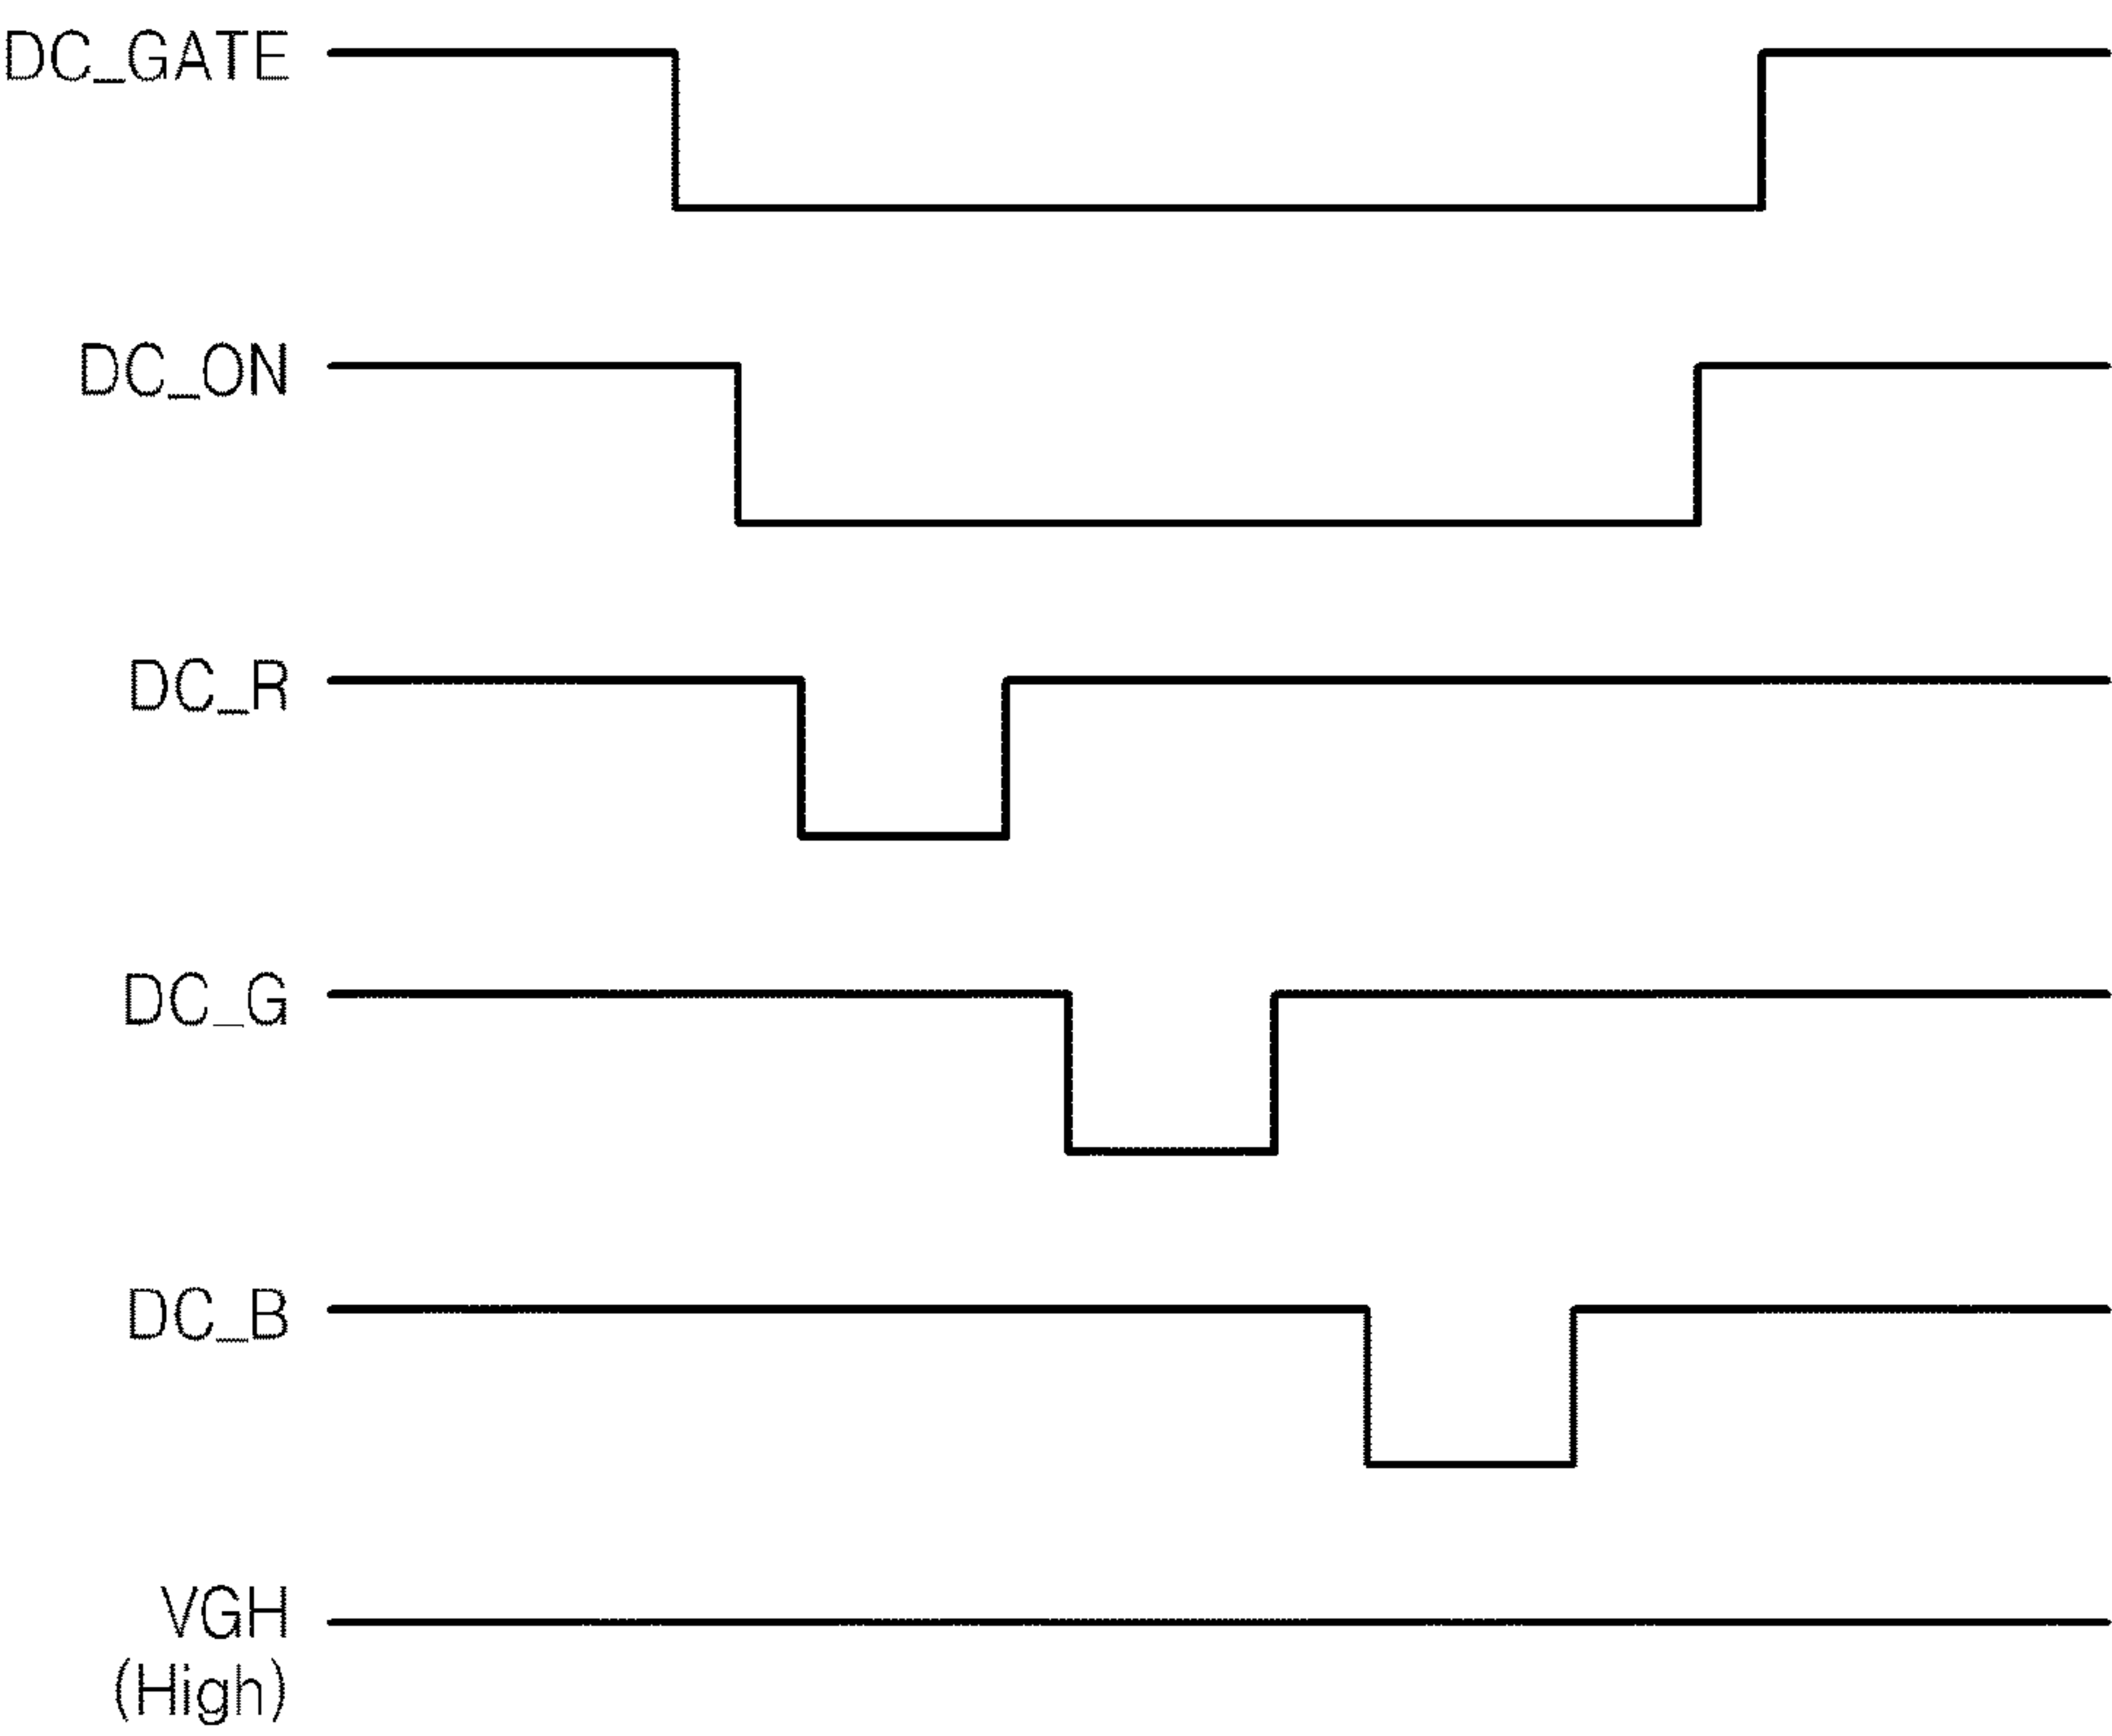 DC_GATE
DC_ON
DC_R
DC_G
DC_B
VGH
(High)